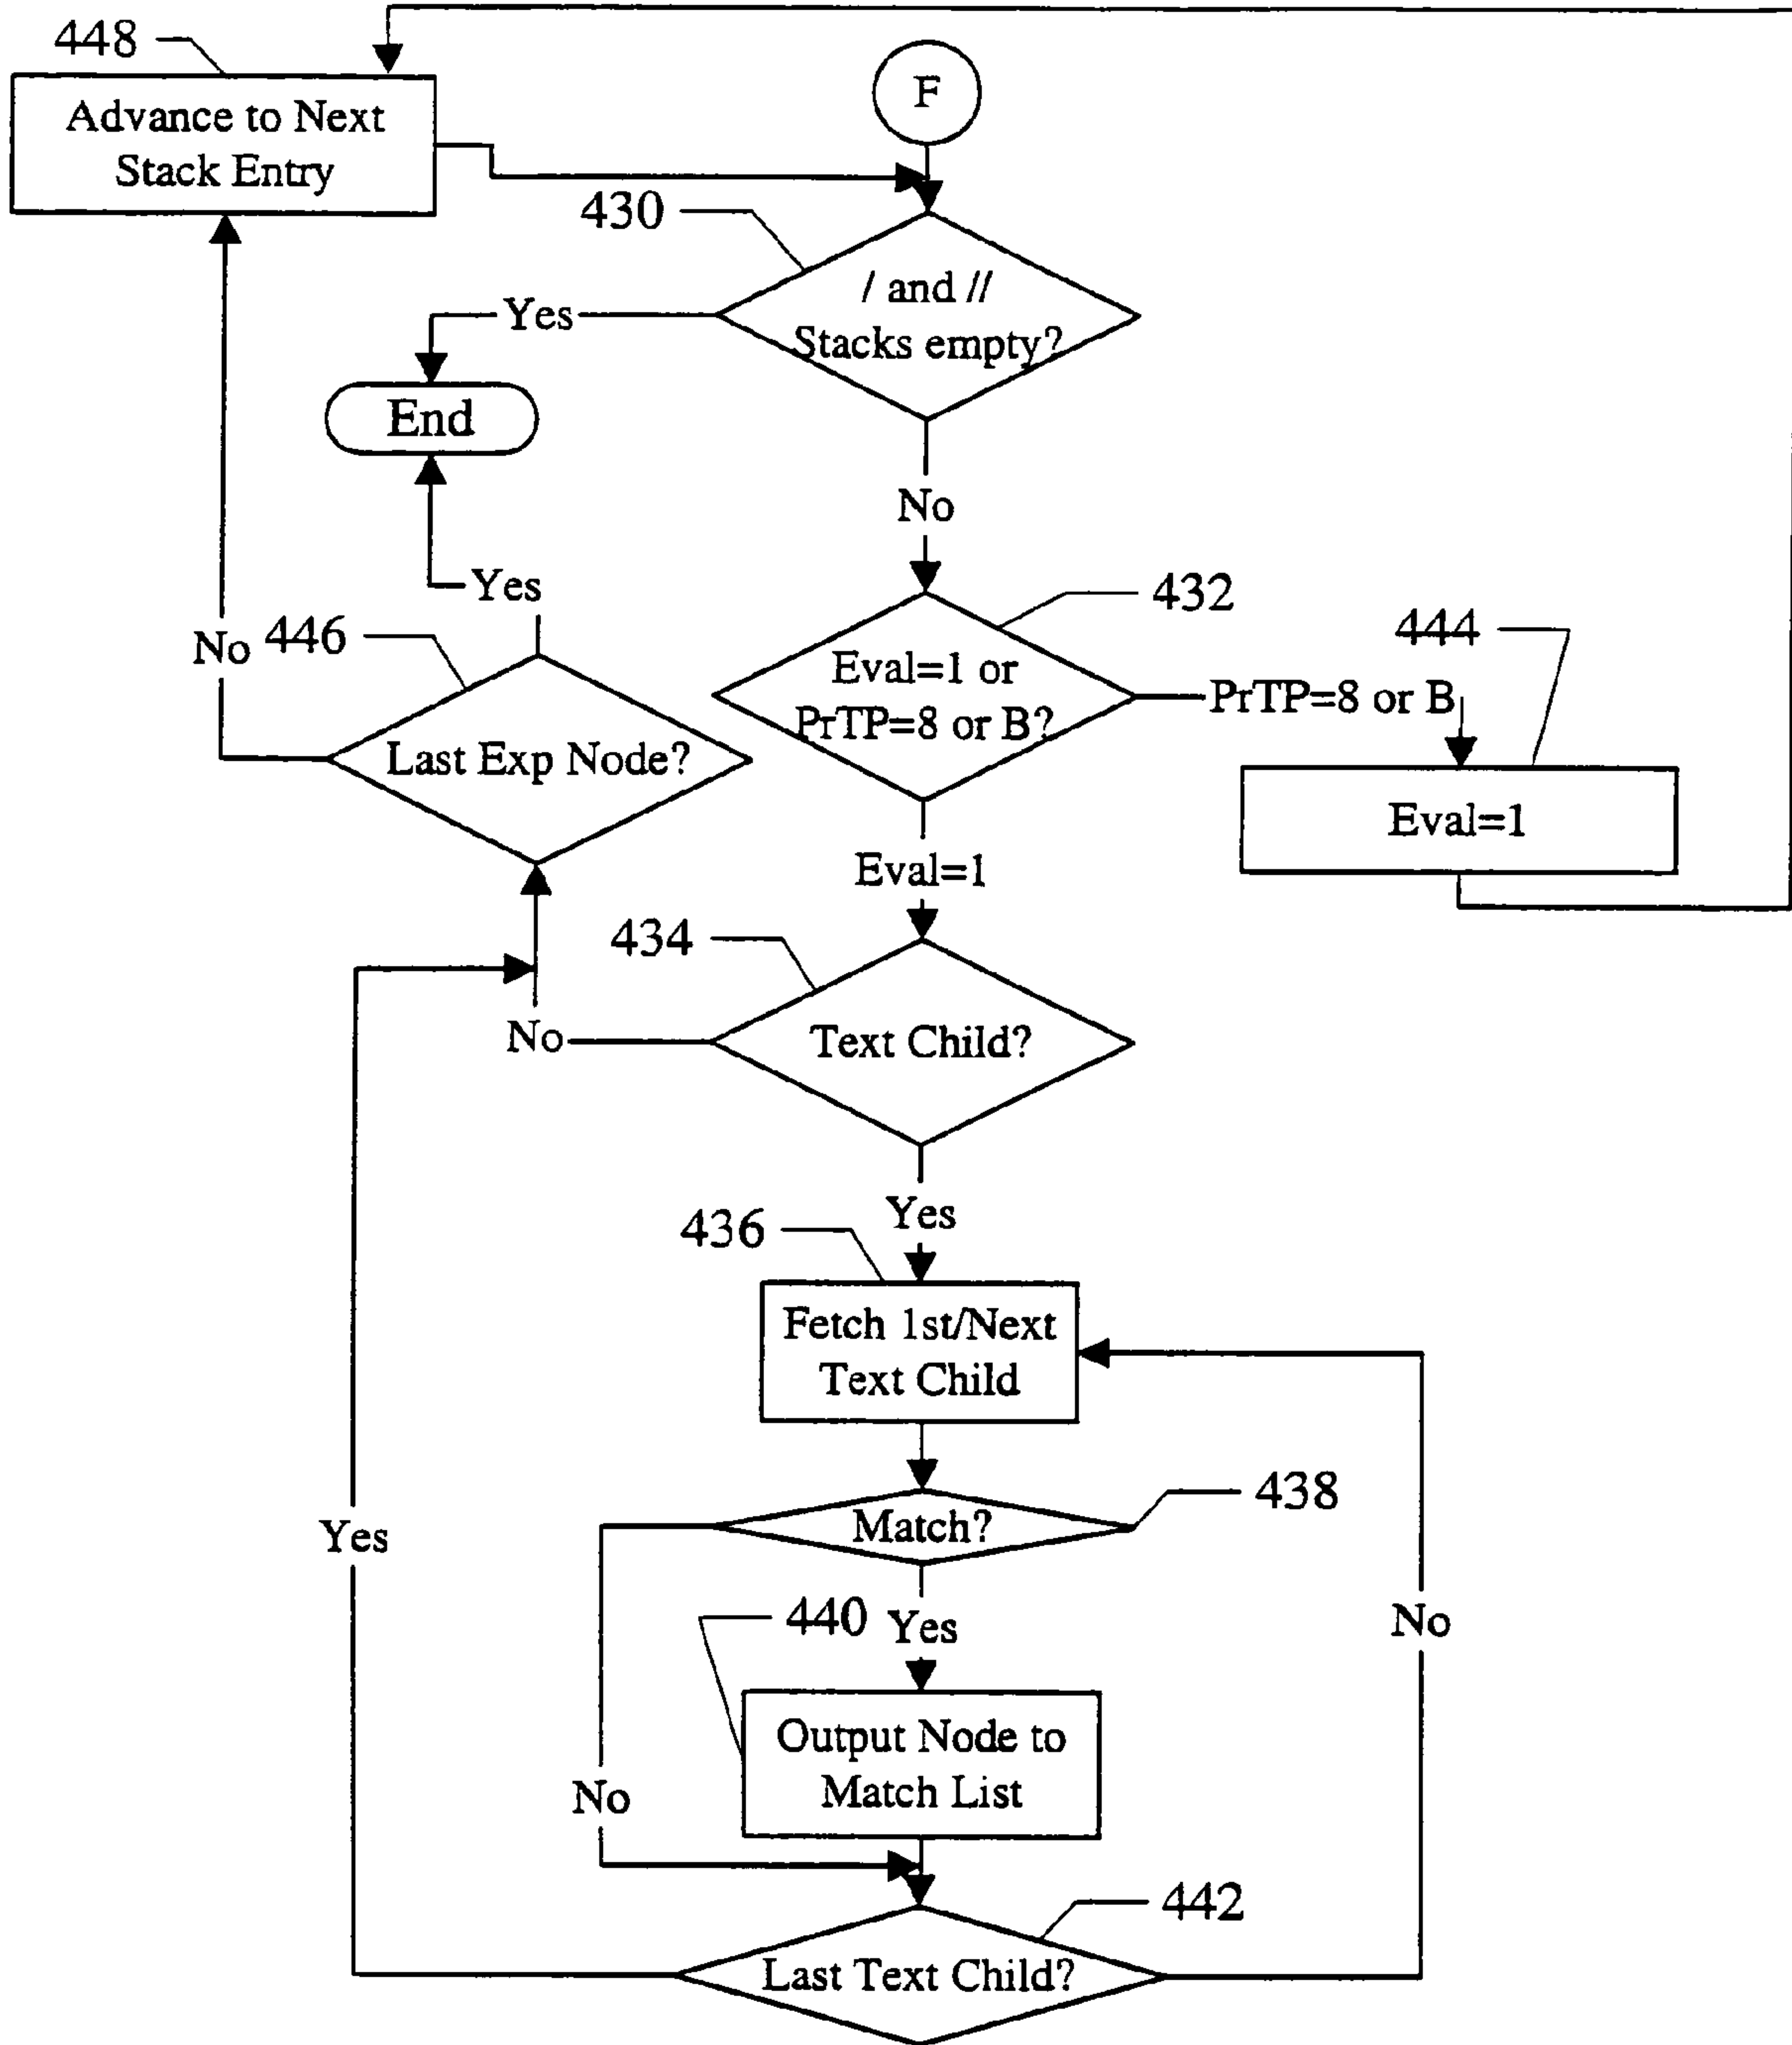 448
Advance to Next
Stack Entry
F
430
/ and //
Stacks empty?
Yes
End
No
Yes
432
Eval=1 or
PrTP=8 or B?
PrTP=8 or B
444
Eval=1
No
446
Last Exp Node?
Eval=1
434
Text Child?
No
Yes
436
Fetch 1st/Next
Text Child
438
Match?
Yes
440
Yes
No
Output Node to
Match List
No
442
Last Text Child?